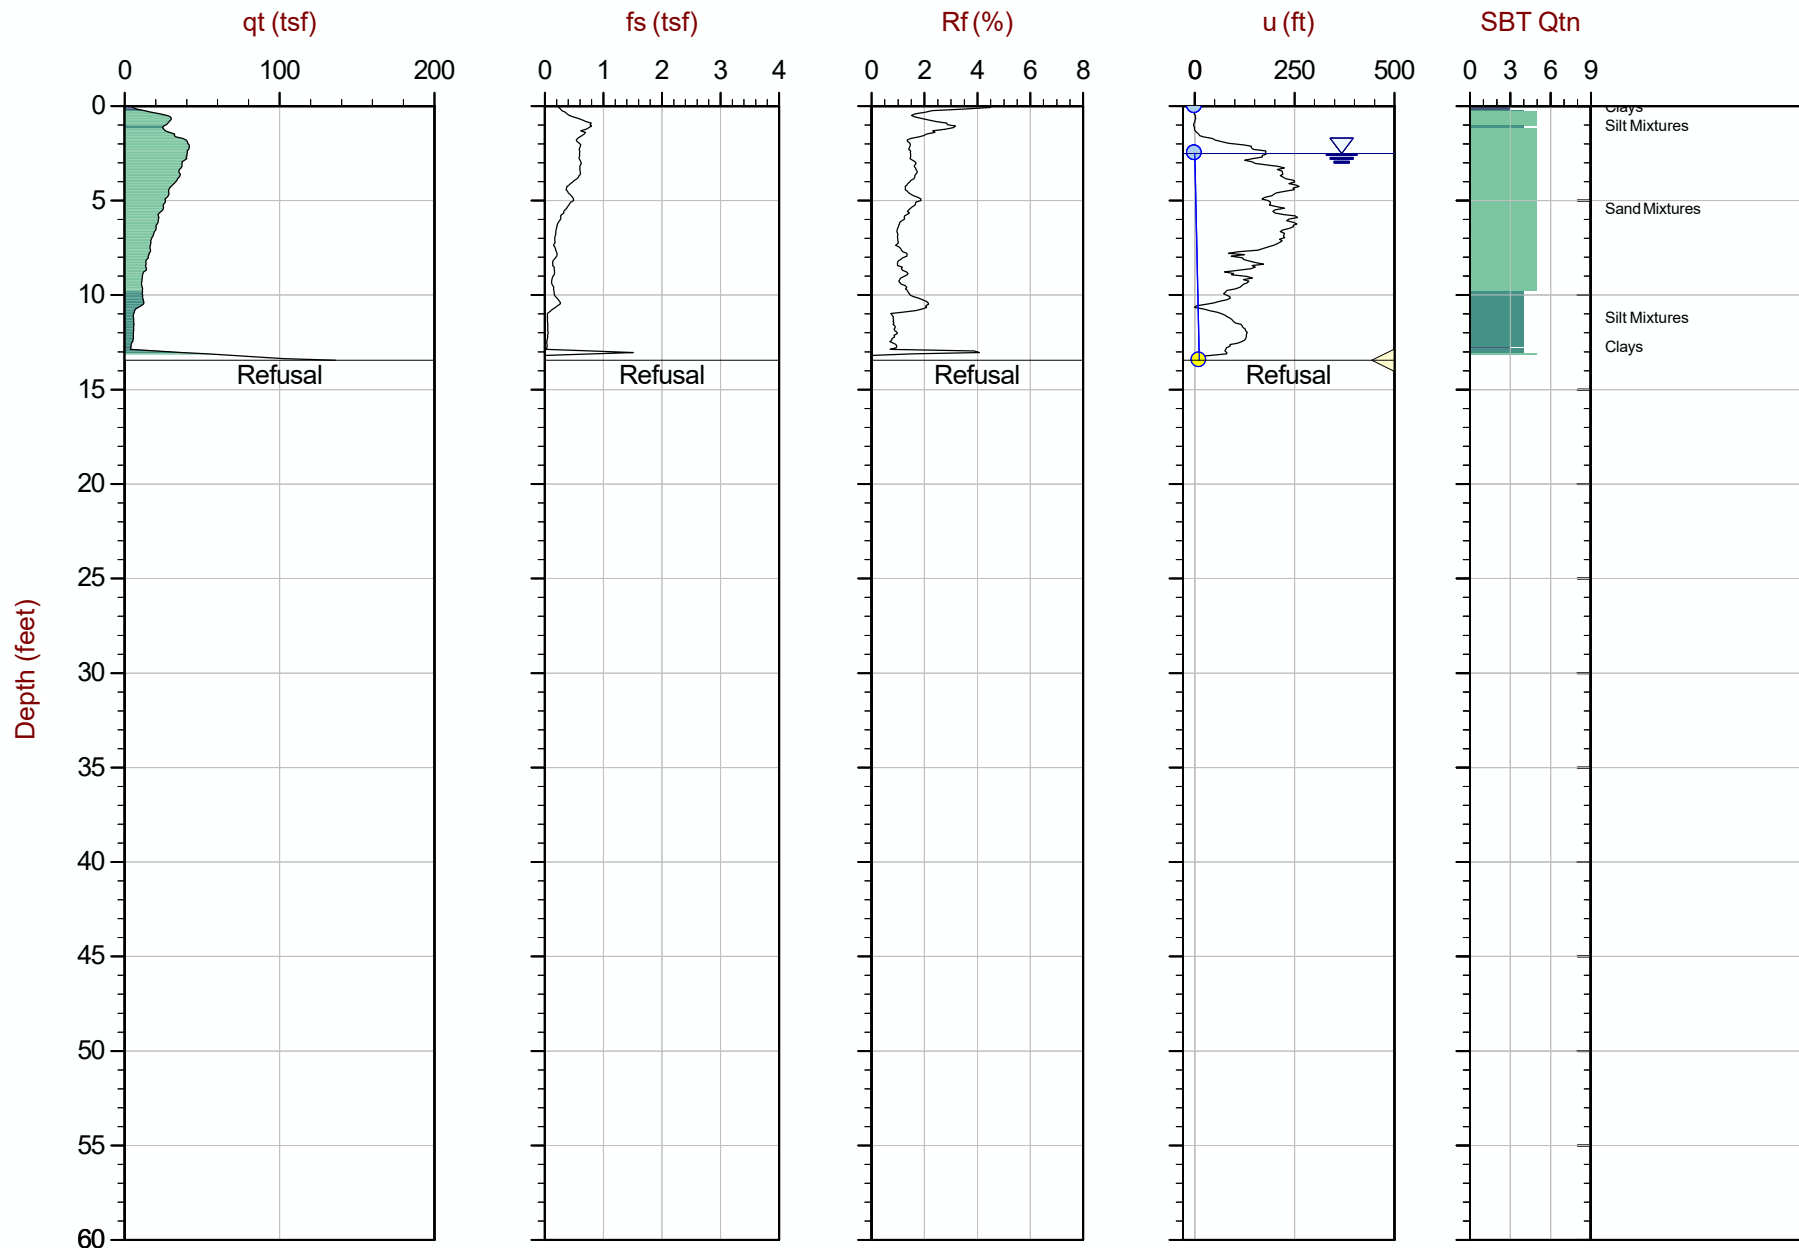 qt (tsf) fs (tsf) Rf (%) u (ft) SBT Qtn
0 100 200 0 1 2 3 4 0 2 4 6 8 0 250 500 0 3 6 9
0
Clays
Silt Mixtures
5
Sand Mixtures
10
Silt Mixtures
Clays
Refusal Refusal Refusal Refusal
15
20
25
30
Depth (feet)
35
40
45
50
55
60